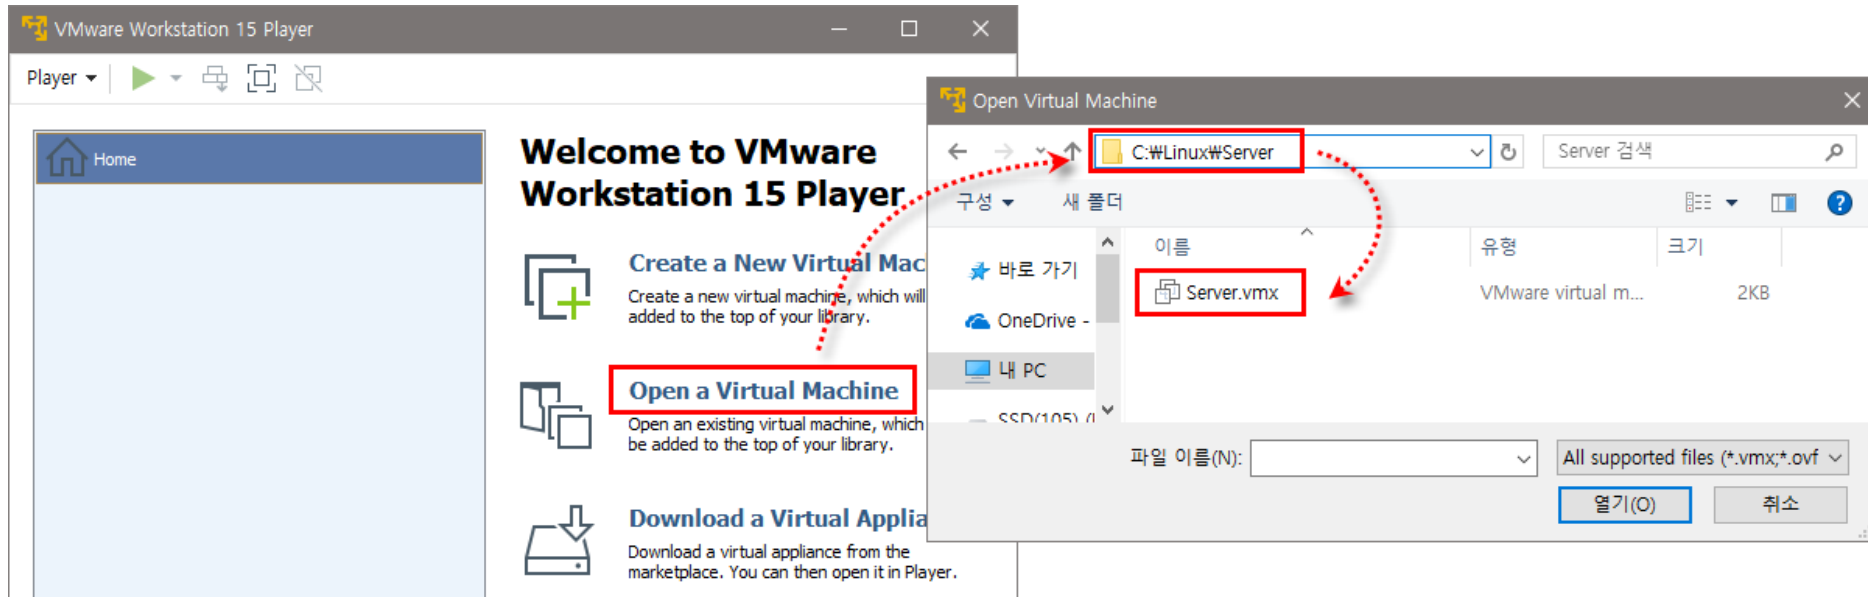 VMware Workstation 15 Player
Player
Home
Welcome to VMware
Workstation 15 Player
Create a New Virtual Mac
Create a new virtual machine, which will
added to the top of your library.
Open a Virtual Machine
Open an existing virtual machine, which
be added to the top of your library.
Download a Virtual Applia
Download a virtual appliance from the
marketplace. You can then open it in Player.
Open Virtual Machine
C:₩Linux₩Server
Server 검색
구성
새 폴더
이름
유형
크기
바로 가기
Server.vmx
VMware virtual m...
2KB
OneDrive -
내 PC
SSD(105) (
파일 이름(N):
All supported files (*.vmx;*.ovf
열기(O)
취소